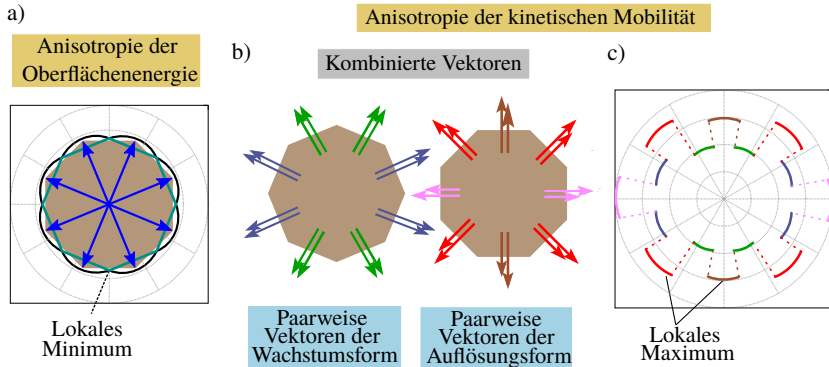 a)
Anisotropie der
Oberflächenenergie
Lokales
Minimum
Anisotropie der kinetischen Mobilität
b)
Kombinierte Vektoren
Paarweise
Vektoren der
Wachstumsform
Paarweise
Vektoren der
Auflösungsform
c)
Lokales
Maximum